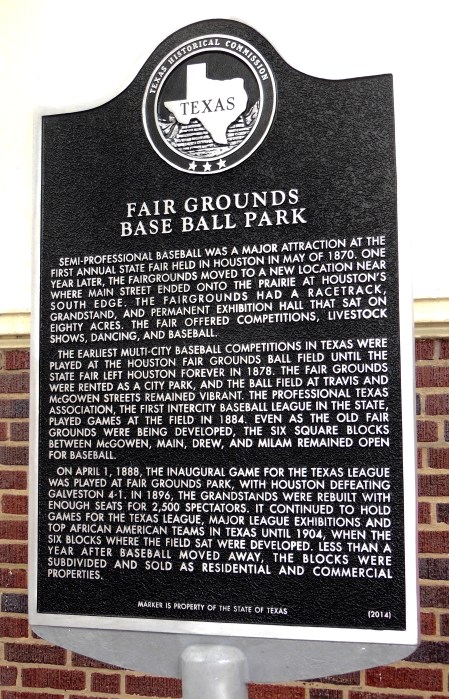 TEXAS HISTORICAL COMMISSION
TEXAS
FAIR GROUNDS
BASE BALL PARK
SEMI-PROFESSIONAL BASEBALL WAS A MAJOR ATTRACTION AT THE
FIRST ANNUAL STATE FAIR HELD IN HOUSTON IN MAY OF 1870. ONE
YEAR LATER, THE FAIRGROUNDS MOVED TO A NEW LOCATION NEAR
WHERE MAIN STREET ENDED ONTO THE PRAIRIE AT HOUSTON'S
SOUTH EDGE. THE FAIRGROUNDS HAD A RACETRACK,
GRANDSTAND, AND PERMANENT EXHIBITION HALL THAT SAT ON
EIGHTY ACRES. THE FAIR OFFERED COMPETITIONS, LIVESTOCK
SHOWS, DANCING, AND BASEBALL.
THE EARLIEST MULTI-CITY BASEBALL COMPETITIONS IN TEXAS WERE
PLAYED AT THE HOUSTON FAIR GROUNDS BALL FIELD UNTIL THE
STATE FAIR LEFT HOUSTON FOREVER IN 1878. THE FAIR GROUNDS
WERE RENTED AS A CITY PARK, AND THE BALL FIELD AT TRAVIS AND
McGOWEN STREETS REMAINED VIBRANT. THE PROFESSIONAL TEXAS
ASSOCIATION, THE FIRST INTERCITY BASEBALL LEAGUE IN THE STATE,
PLAYED GAMES AT THE FIELD IN 1884. EVEN AS THE OLD FAIR
GROUNDS WERE BEING DEVELOPED, THE SIX SQUARE BLOCKS
BETWEEN McGOWEN, MAIN, DREW, AND MILAM REMAINED OPEN
FOR BASEBALL.
ON APRIL 1, 1888, THE INAUGURAL GAME FOR THE TEXAS LEAGUE
WAS PLAYED AT FAIR GROUNDS PARK, WITH HOUSTON DEFEATING
GALVESTON 4-1. IN 1896, THE GRANDSTANDS WERE REBUILT WITH
ENOUGH SEATS FOR 2,500 SPECTATORS. IT CONTINUED TO HOLD
GAMES FOR THE TEXAS LEAGUE, MAJOR LEAGUE EXHIBITIONS AND
TOP AFRICAN AMERICAN TEAMS IN TEXAS UNTIL 1904, WHEN THE
SIX BLOCKS WHERE THE FIELD SAT WERE DEVELOPED. LESS THAN A
YEAR AFTER BASEBALL MOVED AWAY, THE BLOCKS WERE
SUBDIVIDED AND SOLD AS RESIDENTIAL AND COMMERCIAL
PROPERTIES.
MARKER IS PROPERTY OF THE STATE OF TEXAS
(2014)